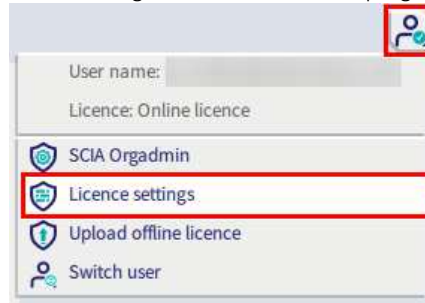 User name:
Licence: Online licence
SCIA Orgadmin
Licence settings
Upload offline licence
Switch user